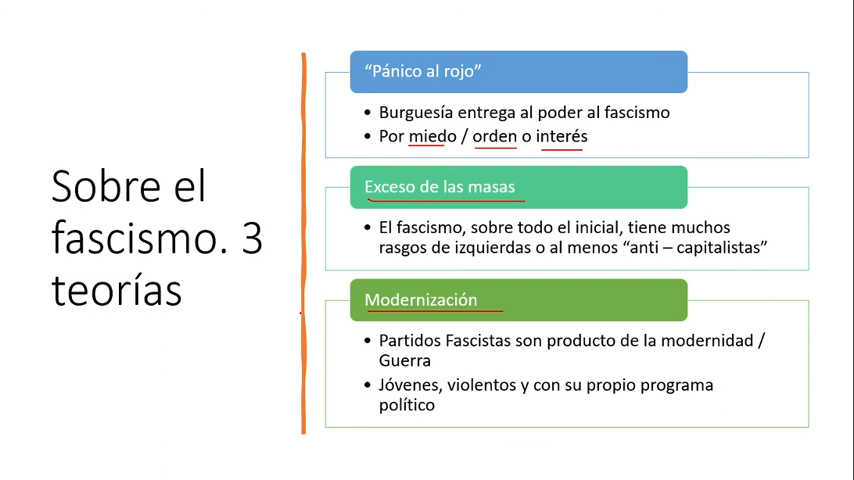 Sobre el
fascismo. 3
teorías
“Pánico al rojo”
• Burguesía entrega al poder al fascismo
• Por miedo / orden o interés
Exceso de las masas
• El fascismo, sobre todo el inicial, tiene muchos
rasgos de izquierdas o al menos “anti – capitalistas”
Modernización
• Partidos Fascistas son producto de la modernidad /
Guerra
• Jóvenes, violentos y con su propio programa
político